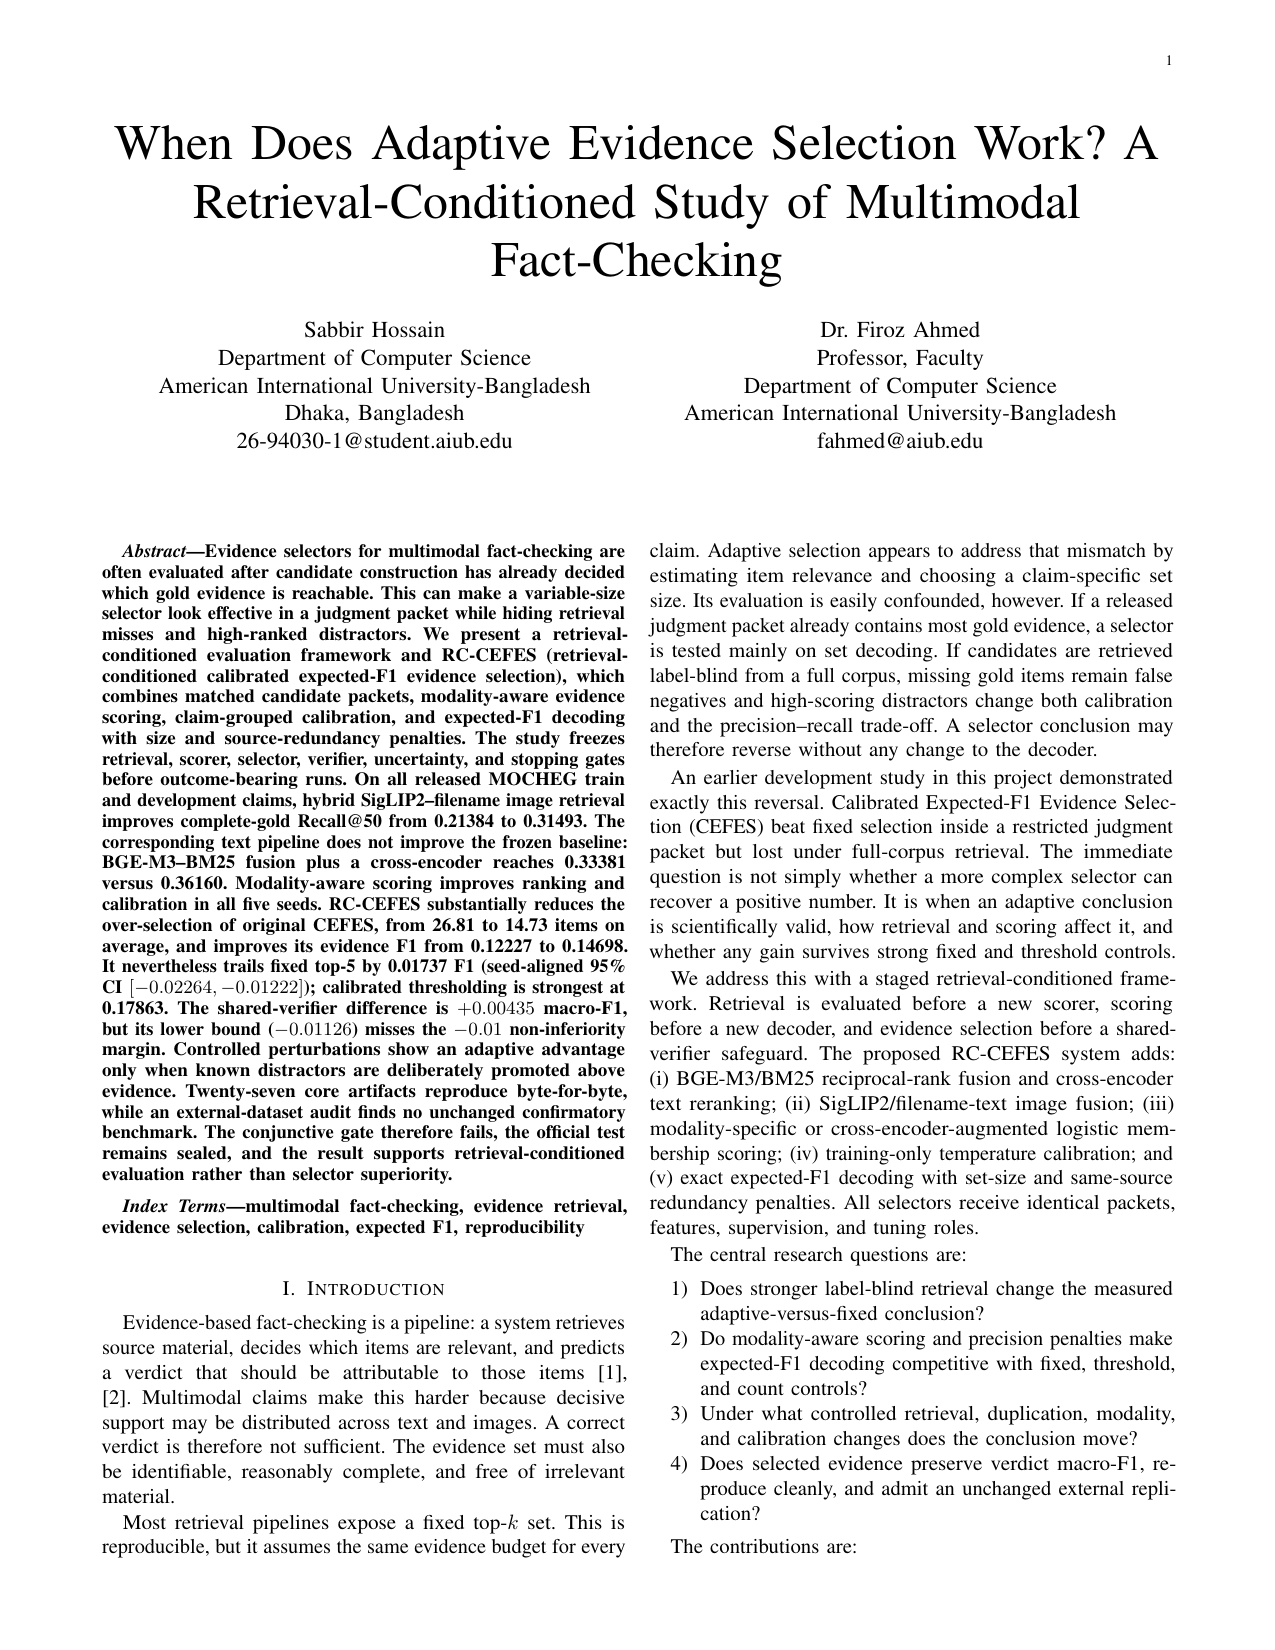 1
When Does Adaptive Evidence Selection Work? A
Retrieval-Conditioned Study of Multimodal
Fact-Checking
Sabbir Hossain
Department of Computer Science
American International University-Bangladesh
Dhaka, Bangladesh
26-94030-1@student.aiub.edu
Dr. Firoz Ahmed
Professor, Faculty
Department of Computer Science
American International University-Bangladesh
fahmed@aiub.edu
Abstract—Evidence selectors for multimodal fact-checking are
often evaluated after candidate construction has already decided
which gold evidence is reachable. This can make a variable-size
selector look effective in a judgment packet while hiding retrieval
misses and high-ranked distractors. We present a retrieval-
conditioned evaluation framework and RC-CEFES (retrieval-
conditioned calibrated expected-F1 evidence selection), which
combines matched candidate packets, modality-aware evidence
scoring, claim-grouped calibration, and expected-F1 decoding
with size and source-redundancy penalties. The study freezes
retrieval, scorer, selector, verifier, uncertainty, and stopping gates
before outcome-bearing runs. On all released MOCHEG train
and development claims, hybrid SigLIP2–filename image retrieval
improves complete-gold Recall@50 from 0.21384 to 0.31493. The
corresponding text pipeline does not improve the frozen baseline:
BGE-M3–BM25 fusion plus a cross-encoder reaches 0.33381
versus 0.36160. Modality-aware scoring improves ranking and
calibration in all five seeds. RC-CEFES substantially reduces the
over-selection of original CEFES, from 26.81 to 14.73 items on
average, and improves its evidence F1 from 0.12227 to 0.14698.
It nevertheless trails fixed top-5 by 0.01737 F1 (seed-aligned 95%
CI [−0.02264, −0.01222]); calibrated thresholding is strongest at
0.17863. The shared-verifier difference is +0.00435 macro-F1,
but its lower bound (−0.01126) misses the −0.01 non-inferiority
margin. Controlled perturbations show an adaptive advantage
only when known distractors are deliberately promoted above
evidence. Twenty-seven core artifacts reproduce byte-for-byte,
while an external-dataset audit finds no unchanged confirmatory
benchmark. The conjunctive gate therefore fails, the official test
remains sealed, and the result supports retrieval-conditioned
evaluation rather than selector superiority.
Index Terms—multimodal fact-checking, evidence retrieval,
evidence selection, calibration, expected F1, reproducibility
I. INTRODUCTION
Evidence-based fact-checking is a pipeline: a system retrieves
source material, decides which items are relevant, and predicts
a verdict that should be attributable to those items [1],
[2]. Multimodal claims make this harder because decisive
support may be distributed across text and images. A correct
verdict is therefore not sufficient. The evidence set must also
be identifiable, reasonably complete, and free of irrelevant
material.
Most retrieval pipelines expose a fixed top-k set. This is
reproducible, but it assumes the same evidence budget for every
claim. Adaptive selection appears to address that mismatch by
estimating item relevance and choosing a claim-specific set
size. Its evaluation is easily confounded, however. If a released
judgment packet already contains most gold evidence, a selector
is tested mainly on set decoding. If candidates are retrieved
label-blind from a full corpus, missing gold items remain false
negatives and high-scoring distractors change both calibration
and the precision–recall trade-off. A selector conclusion may
therefore reverse without any change to the decoder.
An earlier development study in this project demonstrated
exactly this reversal. Calibrated Expected-F1 Evidence Selec-
tion (CEFES) beat fixed selection inside a restricted judgment
packet but lost under full-corpus retrieval. The immediate
question is not simply whether a more complex selector can
recover a positive number. It is when an adaptive conclusion
is scientifically valid, how retrieval and scoring affect it, and
whether any gain survives strong fixed and threshold controls.
We address this with a staged retrieval-conditioned frame-
work. Retrieval is evaluated before a new scorer, scoring
before a new decoder, and evidence selection before a shared-
verifier safeguard. The proposed RC-CEFES system adds:
(i) BGE-M3/BM25 reciprocal-rank fusion and cross-encoder
text reranking; (ii) SigLIP2/filename-text image fusion; (iii)
modality-specific or cross-encoder-augmented logistic mem-
bership scoring; (iv) training-only temperature calibration; and
(v) exact expected-F1 decoding with set-size and same-source
redundancy penalties. All selectors receive identical packets,
features, supervision, and tuning roles.
The central research questions are:
1) Does stronger label-blind retrieval change the measured
adaptive-versus-fixed conclusion?
2) Do modality-aware scoring and precision penalties make
expected-F1 decoding competitive with fixed, threshold,
and count controls?
3) Under what controlled retrieval, duplication, modality,
and calibration changes does the conclusion move?
4) Does selected evidence preserve verdict macro-F1, re-
produce cleanly, and admit an unchanged external repli-
cation?
The contributions are: